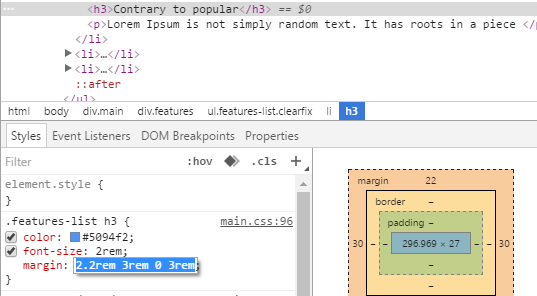 <h3>Contrary to popular</h3> == $0
<p>Lorem Ipsum is not simply random text. It has roots in a piece </p
</li>
<li>…</li>
<li>…</li>
::after
</ul>
html body div.main div.features ul.features-list.clearfix li h3
Styles Event Listeners DOM Breakpoints Properties
Filter :hov .cls +
element.style {
}
.features-list h3 { main.css:96
color: #5094f2;
font-size: 2rem;
margin: 2.2rem 3rem 0 3rem;
}
margin 22
border –
padding –
30 – – 296.969 × 27 – – 30
–